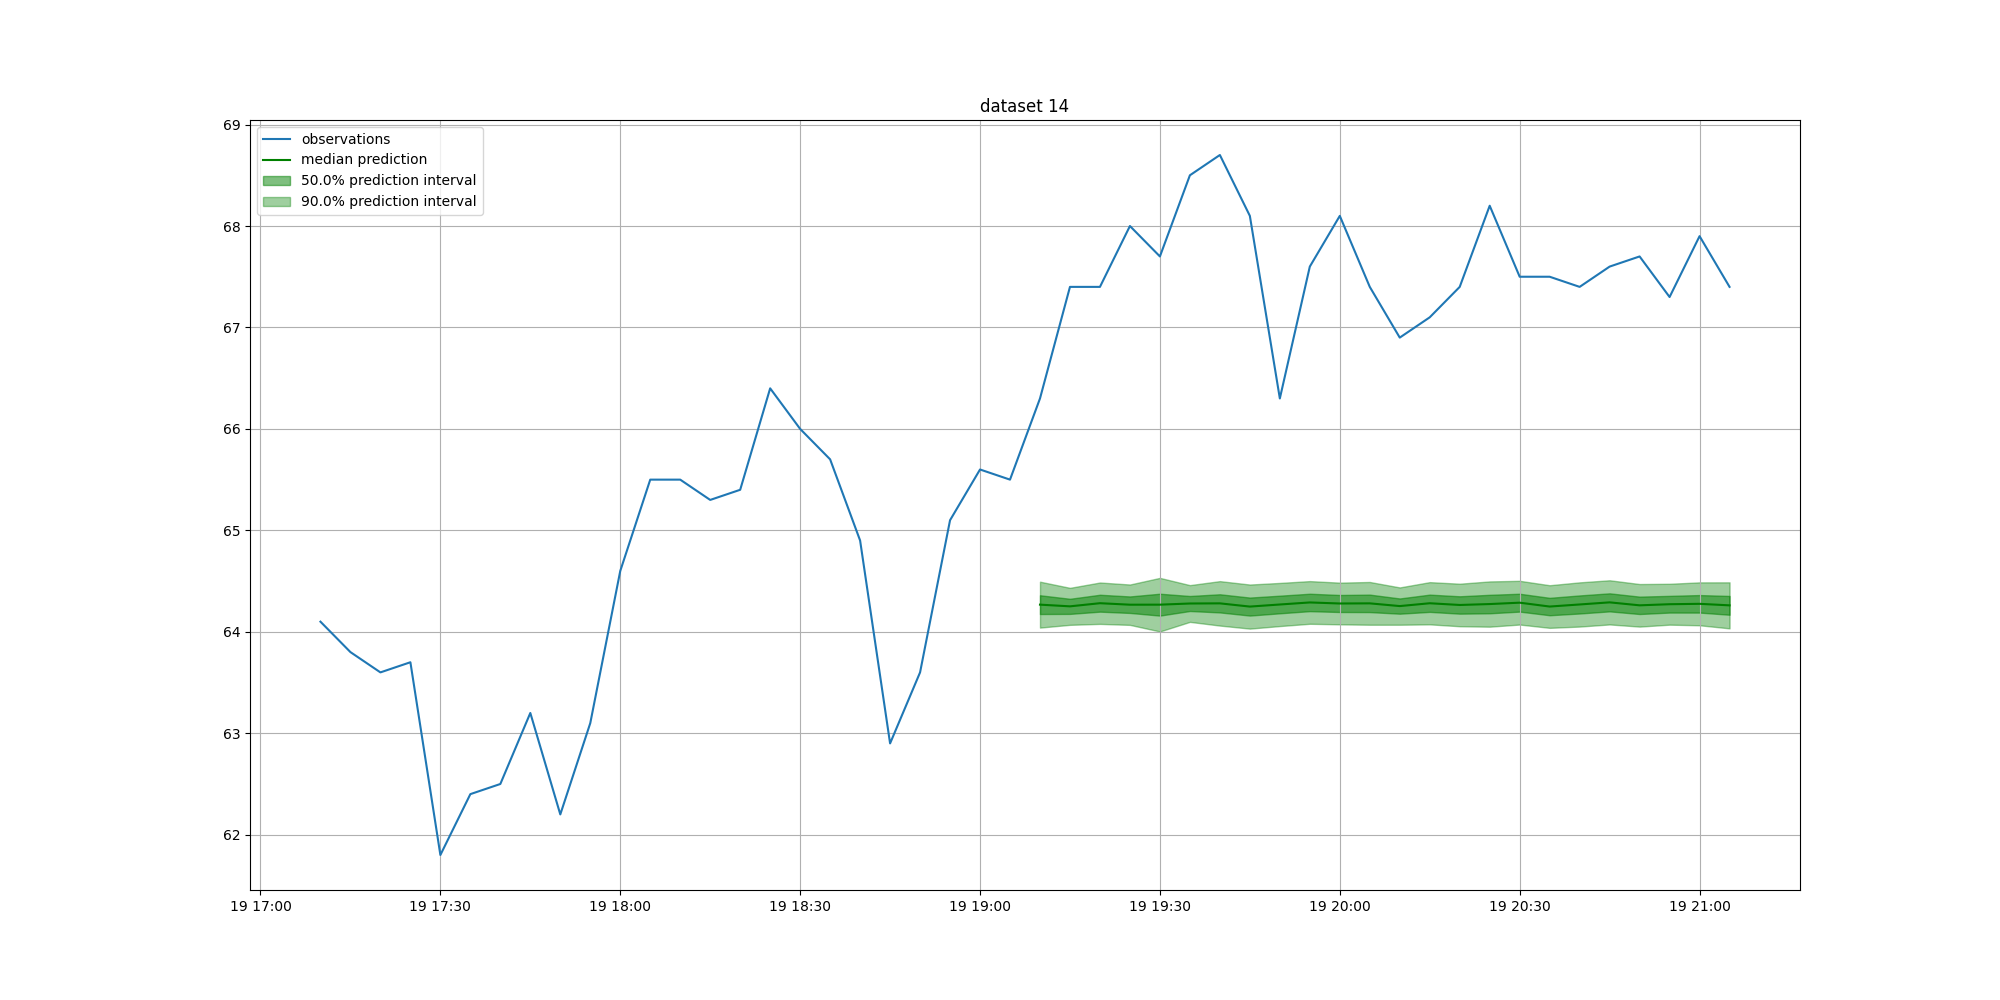 dataset 14
observations
median prediction
50.0% prediction interval
90.0% prediction interval
69
68
67
66
65
64
63
62
19 17:00 19 17:30 19 18:00 19 18:30 19 19:00 19 19:30 19 20:00 19 20:30 19 21:00